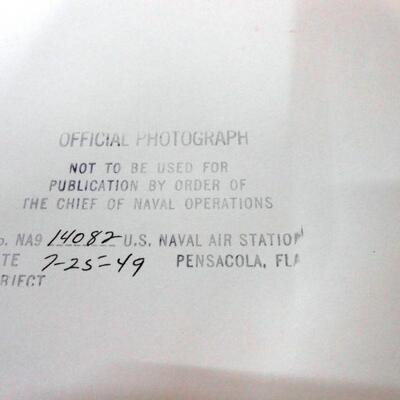 OFFICIAL PHOTOGRAPH
NOT TO BE USED FOR
PUBLICATION BY ORDER OF
THE CHIEF OF NAVAL OPERATIONS
o. NA9 14082 U.S. NAVAL AIR STATION
TE 7-25-49 PENSACOLA, FLA
BJECT